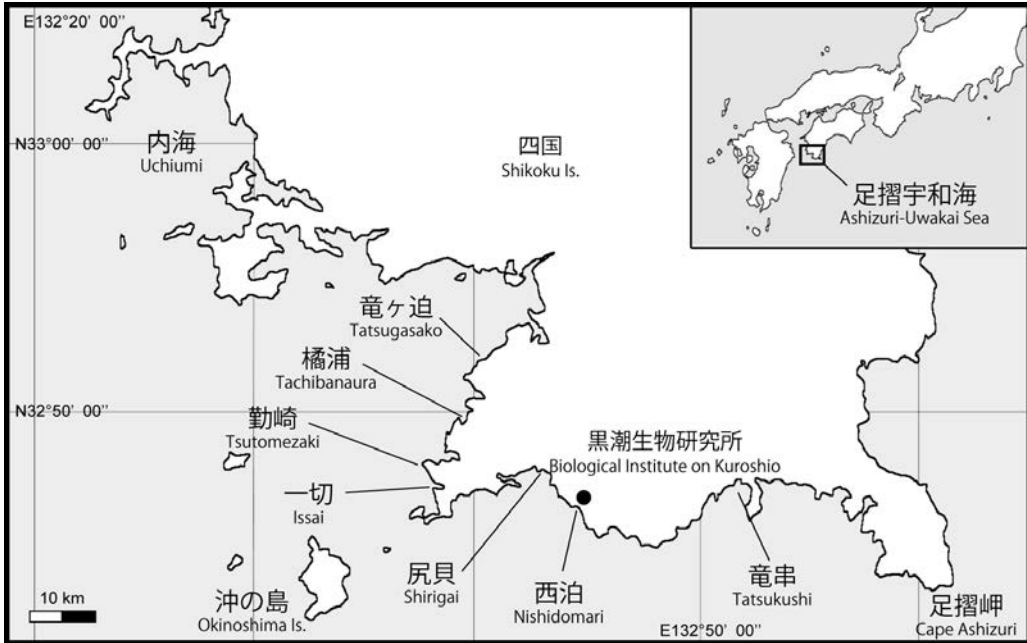 E132°20′ 00″
内海
Uchiumi
N33°00′ 00″
四国
Shikoku Is.
足摺宇和海
Ashizuri-Uwakai Sea
竜ヶ迫
Tatsugasako
橘浦
Tachibanaura
N32°50′ 00″
勤崎
Tsutomezaki
黒潮生物研究所
Biological Institute on Kuroshio
一切
Issai
尻貝
Shirigai
西泊
Nishidomari
竜串
Tatsukushi
沖の島
Okinoshima Is.
足摺岬
Cape Ashizuri
10 km
E132°50′ 00″